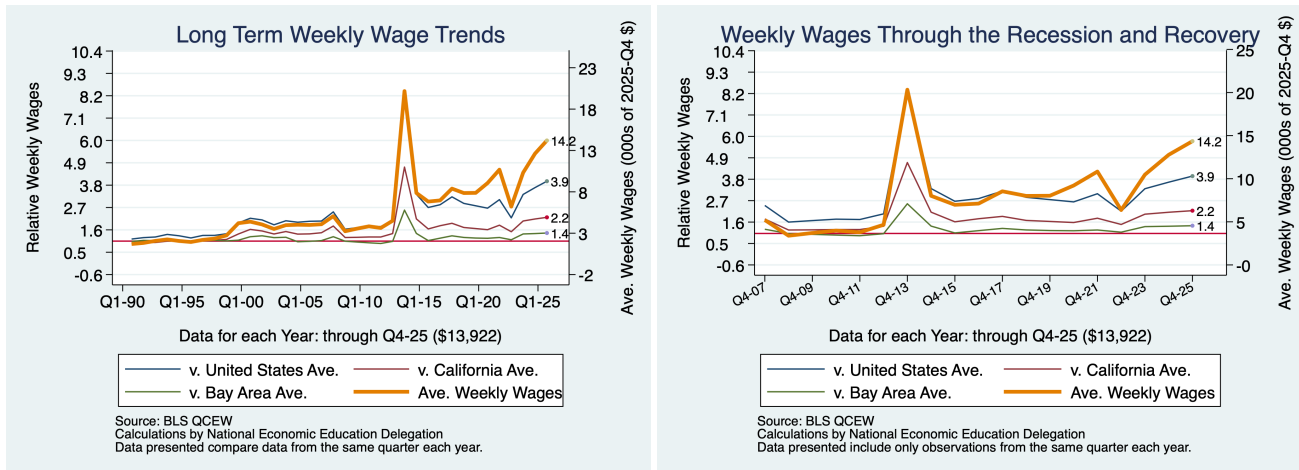 Long Term Weekly Wage Trends
Relative Weekly Wages
10.4
9.3
8.2
7.1
6.0
4.9
3.8
2.7
1.6
0.5
-0.6
23
18
13
8
3
-2
Ave. Weekly Wages (000s of 2025-Q4 $)
14.2
3.9
2.2
1.4
Q1-90
Q1-95
Q1-00
Q1-05
Q1-10
Q1-15
Q1-20
Q1-25
Data for each Year: through Q4-25 ($13,922)
v. United States Ave.
v. California Ave.
v. Bay Area Ave.
Ave. Weekly Wages
Source: BLS QCEW
Calculations by National Economic Education Delegation
Data presented compare data from the same quarter each year.
Weekly Wages Through the Recession and Recovery
Relative Weekly Wages
10.4
9.3
8.2
7.1
6.0
4.9
3.8
2.7
1.6
0.5
-0.6
25
20
15
10
5
-0
Ave. Weekly Wages (000s of 2025-Q4 $)
14.2
3.9
2.2
1.4
Q4-07
Q4-09
Q4-11
Q4-13
Q4-15
Q4-17
Q4-19
Q4-21
Q4-23
Q4-25
Data for each Year: through Q4-25 ($13,922)
v. United States Ave.
v. California Ave.
v. Bay Area Ave.
Ave. Weekly Wages
Source: BLS QCEW
Calculations by National Economic Education Delegation
Data presented include only observations from the same quarter each year.